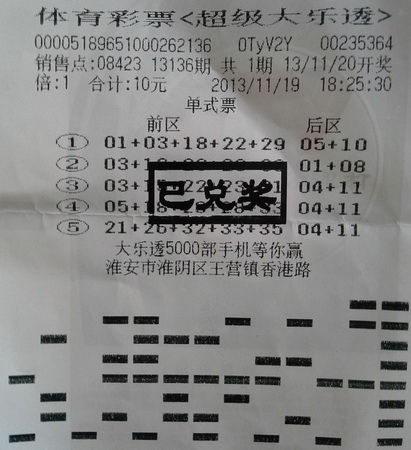 体育彩票<超级大乐透>
00005189651000262136 0TyV2Y 00235364
销售点:08423 13136期 共 1期 13/11/20开奖
倍:1 合计:10元 2013/11/19 18:25:30
单式票
前区 后区
① 01+03+18+22+29 05+10
② 01+08
③ 04+11
已兑奖
④ 04+11
⑤ 21+26+32+33+35 04+11
大乐透5000部手机等你赢
淮安市淮阴区王营镇香港路